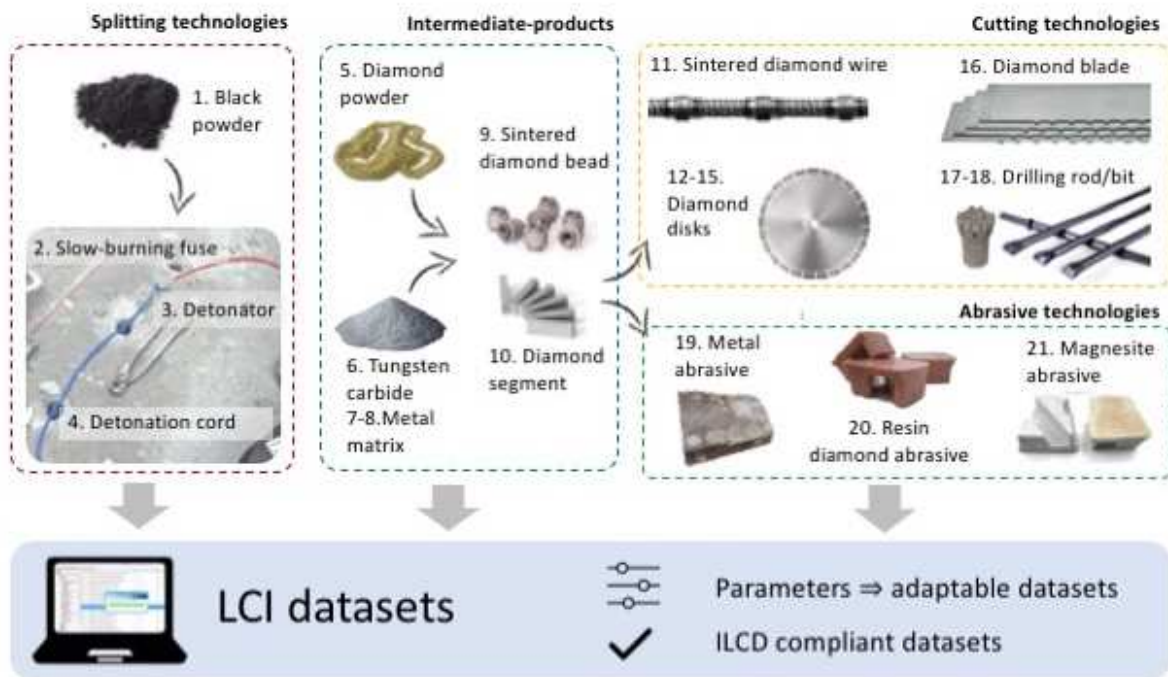 Splitting technologies
1. Black
powder
2. Slow-burning fuse
3. Detonator
4. Detonation cord
Intermediate-products
5. Diamond
powder
9. Sintered
diamond bead
6. Tungsten
carbide
7-8.Metal
matrix
10. Diamond
segment
Cutting technologies
11. Sintered diamond wire
16. Diamond blade
12-15.
Diamond
disks
17-18. Drilling rod/bit
Abrasive technologies
19. Metal
abrasive
20. Resin
diamond abrasive
21. Magnesite
abrasive
LCI datasets
Parameters ⇒ adaptable datasets
ILCD compliant datasets